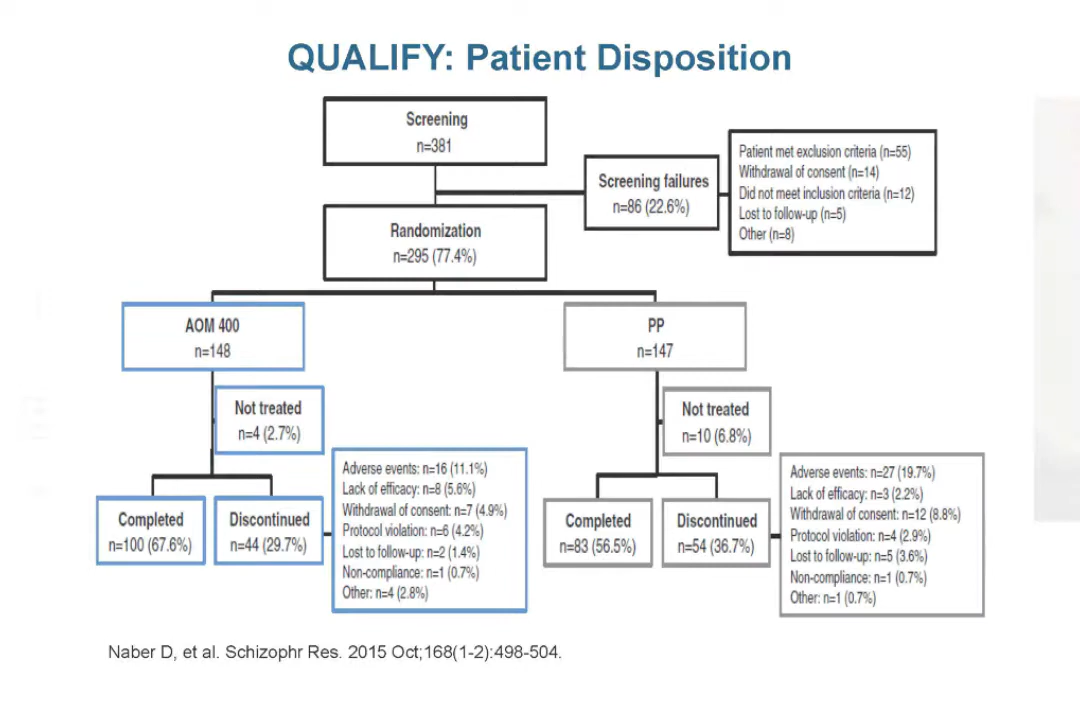 QUALIFY: Patient Disposition
Screening
n=381
Screening failures
n=86 (22.6%)
Patient met exclusion criteria (n=55)
Withdrawal of consent (n=14)
Did not meet inclusion criteria (n=12)
Lost to follow-up (n=5)
Other (n=8)
Randomization
n=295 (77.4%)
AOM 400
n=148
PP
n=147
Not treated
n=4 (2.7%)
Not treated
n=10 (6.8%)
Completed
n=100 (67.6%)
Discontinued
n=44 (29.7%)
Adverse events: n=16 (11.1%)
Lack of efficacy: n=8 (5.6%)
Withdrawal of consent: n=7 (4.9%)
Protocol violation: n=6 (4.2%)
Lost to follow-up: n=2 (1.4%)
Non-compliance: n=1 (0.7%)
Other: n=4 (2.8%)
Completed
n=83 (56.5%)
Discontinued
n=54 (36.7%)
Adverse events: n=27 (19.7%)
Lack of efficacy: n=3 (2.2%)
Withdrawal of consent: n=12 (8.8%)
Protocol violation: n=4 (2.9%)
Lost to follow-up: n=5 (3.6%)
Non-compliance: n=1 (0.7%)
Other: n=1 (0.7%)
Naber D, et al. Schizophr Res. 2015 Oct;168(1-2):498-504.